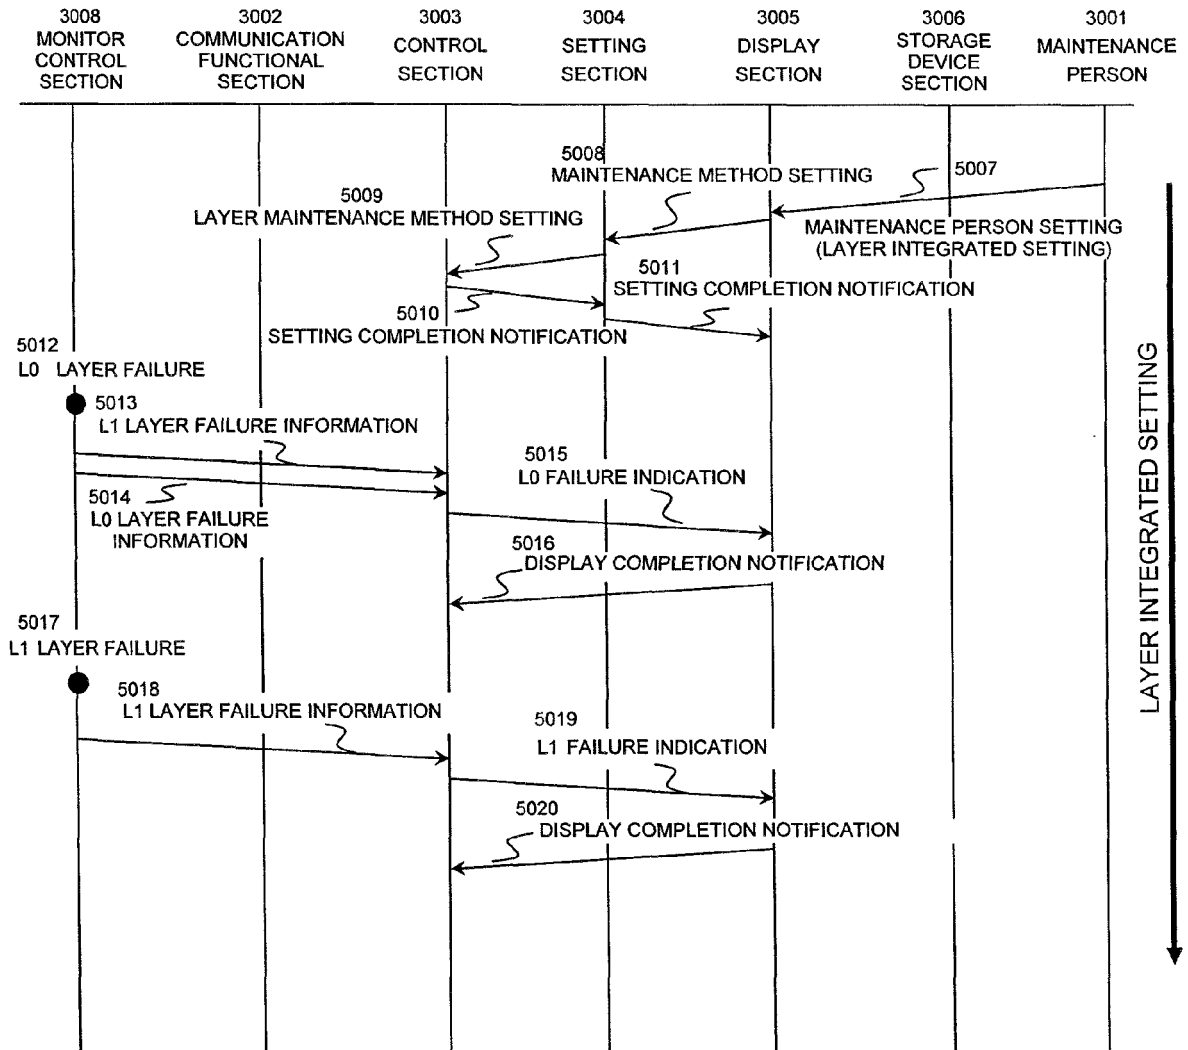 3008
MONITOR
CONTROL
SECTION
3002
COMMUNICATION
FUNCTIONAL
SECTION
3003
CONTROL
SECTION
3004
SETTING
SECTION
3005
DISPLAY
SECTION
3006
STORAGE
DEVICE
SECTION
3001
MAINTENANCE
PERSON
5007
MAINTENANCE PERSON SETTING
(LAYER INTEGRATED SETTING)
5008
MAINTENANCE METHOD SETTING
5009
LAYER MAINTENANCE METHOD SETTING
5010
SETTING COMPLETION NOTIFICATION
5011
SETTING COMPLETION NOTIFICATION
5012
L0 LAYER FAILURE
5013
L1 LAYER FAILURE INFORMATION
5014
L0 LAYER FAILURE
INFORMATION
5015
L0 FAILURE INDICATION
5016
DISPLAY COMPLETION NOTIFICATION
5017
L1 LAYER FAILURE
5018
L1 LAYER FAILURE INFORMATION
5019
L1 FAILURE INDICATION
5020
DISPLAY COMPLETION NOTIFICATION
LAYER INTEGRATED SETTING